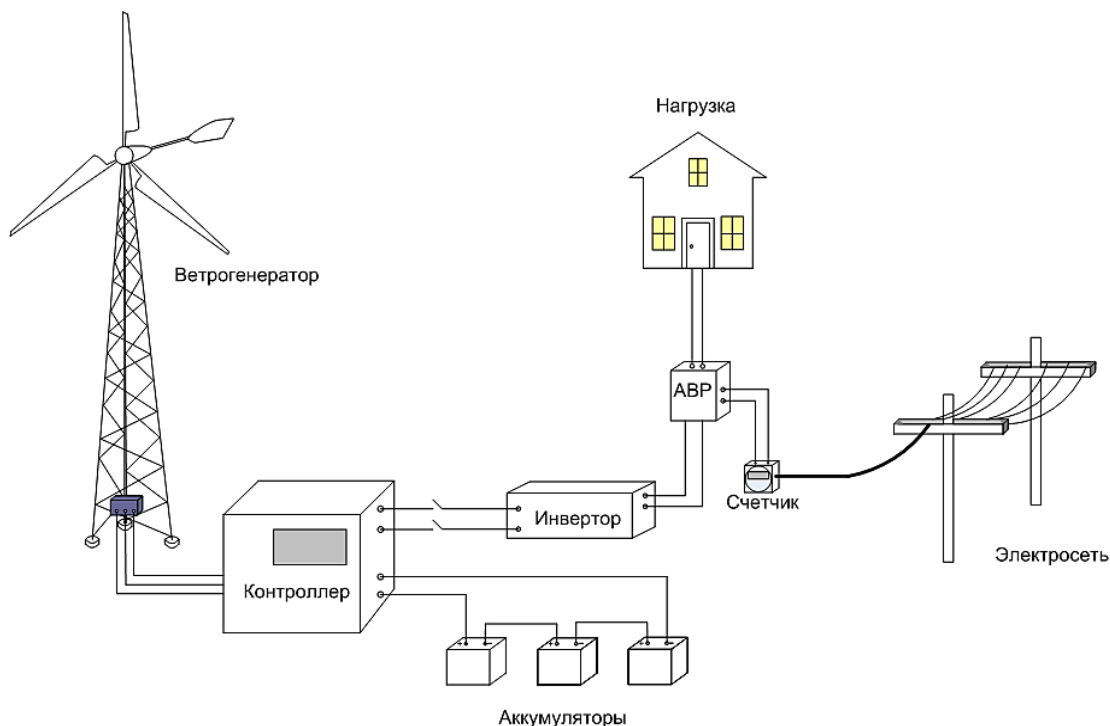 Нагрузка
Ветрогенератор
АВР
Счетчик
Инвертор
Электросеть
Контроллер
Аккумуляторы